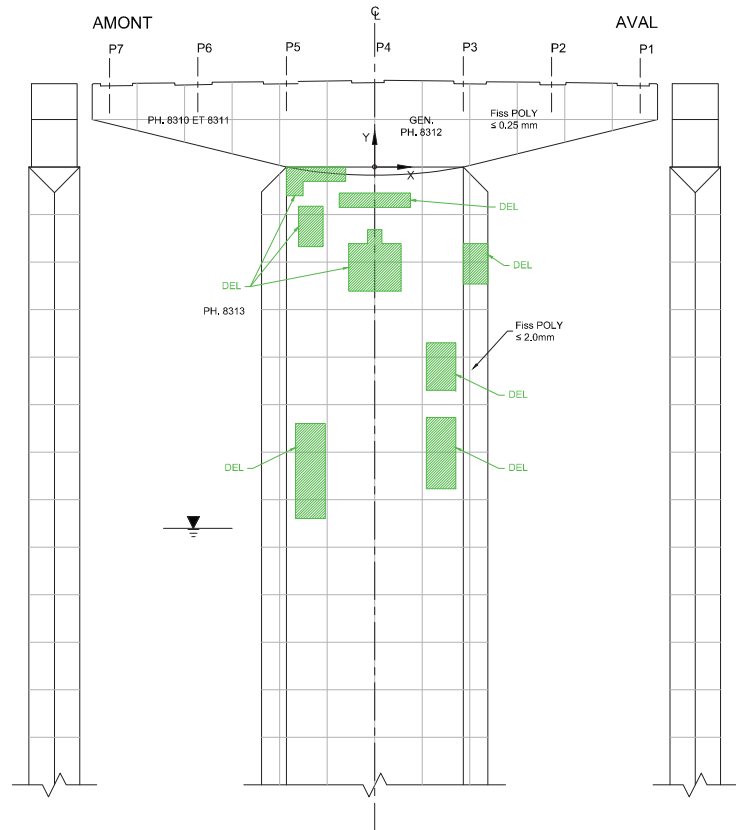 AMONT
AVAL
℄
P7
P6
P5
P4
P3
P2
P1
PH. 8310 ET 8311
GEN.
PH. 8312
Fiss POLY
≤ 0.25 mm
Y
X
DEL
DEL
DEL
PH. 8313
Fiss POLY
≤ 2.0mm
DEL
DEL
DEL